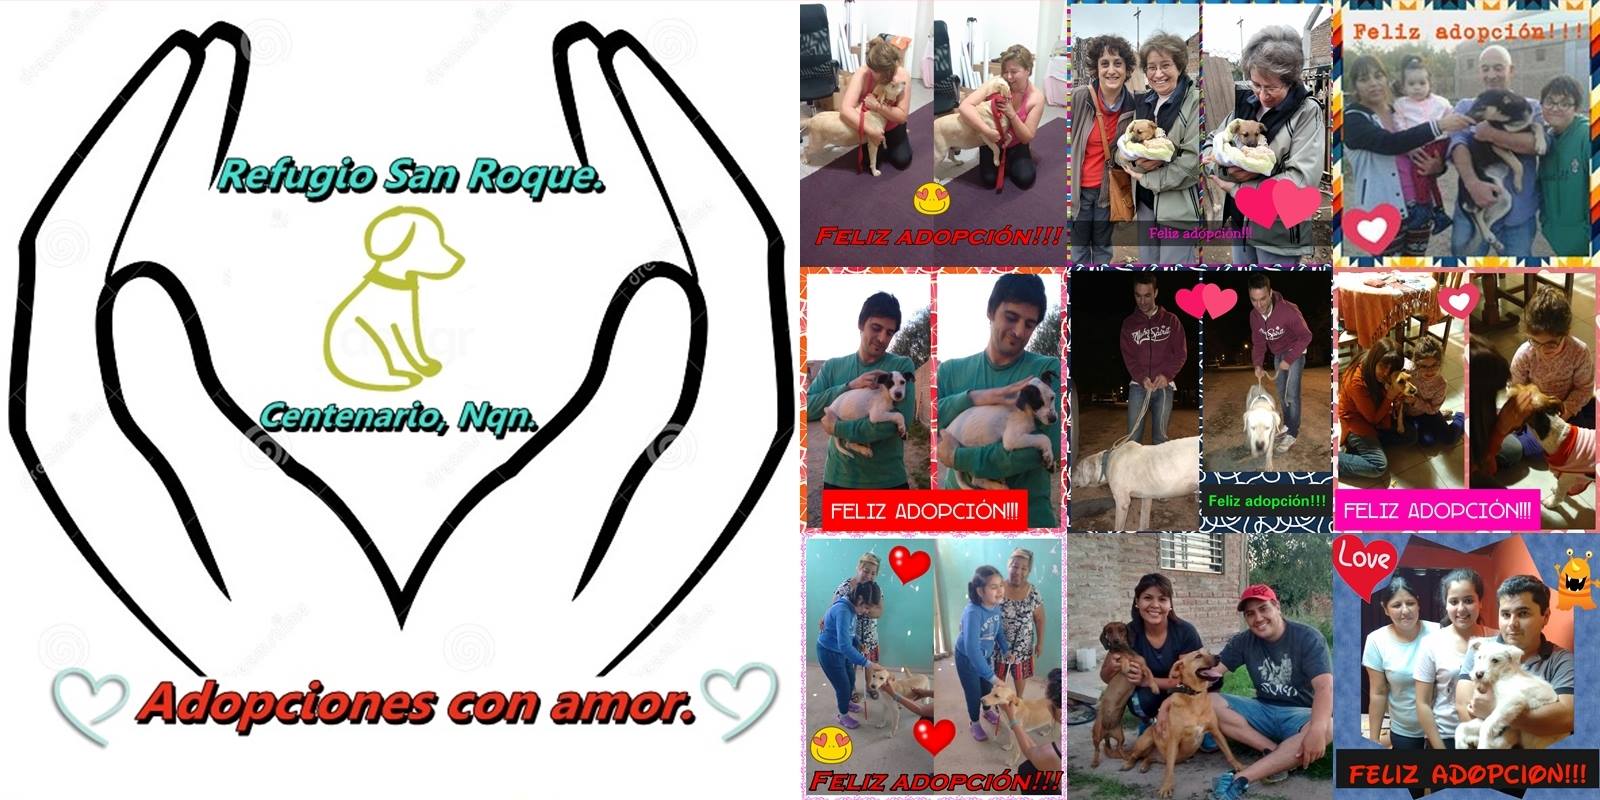 Refugio San Roque.
Centenario, Nqn.
Adopciones con amor.
FELIZ ADOPCIÓN!!!
Feliz adopción!!!
Feliz adopción!!!
FELIZ ADOPCIÓN!!!
Feliz adopción!!!
FELIZ ADOPCIÓN!!!
FELIZ ADOPCIÓN!!!
Love
FELIZ ADOPCION!!!